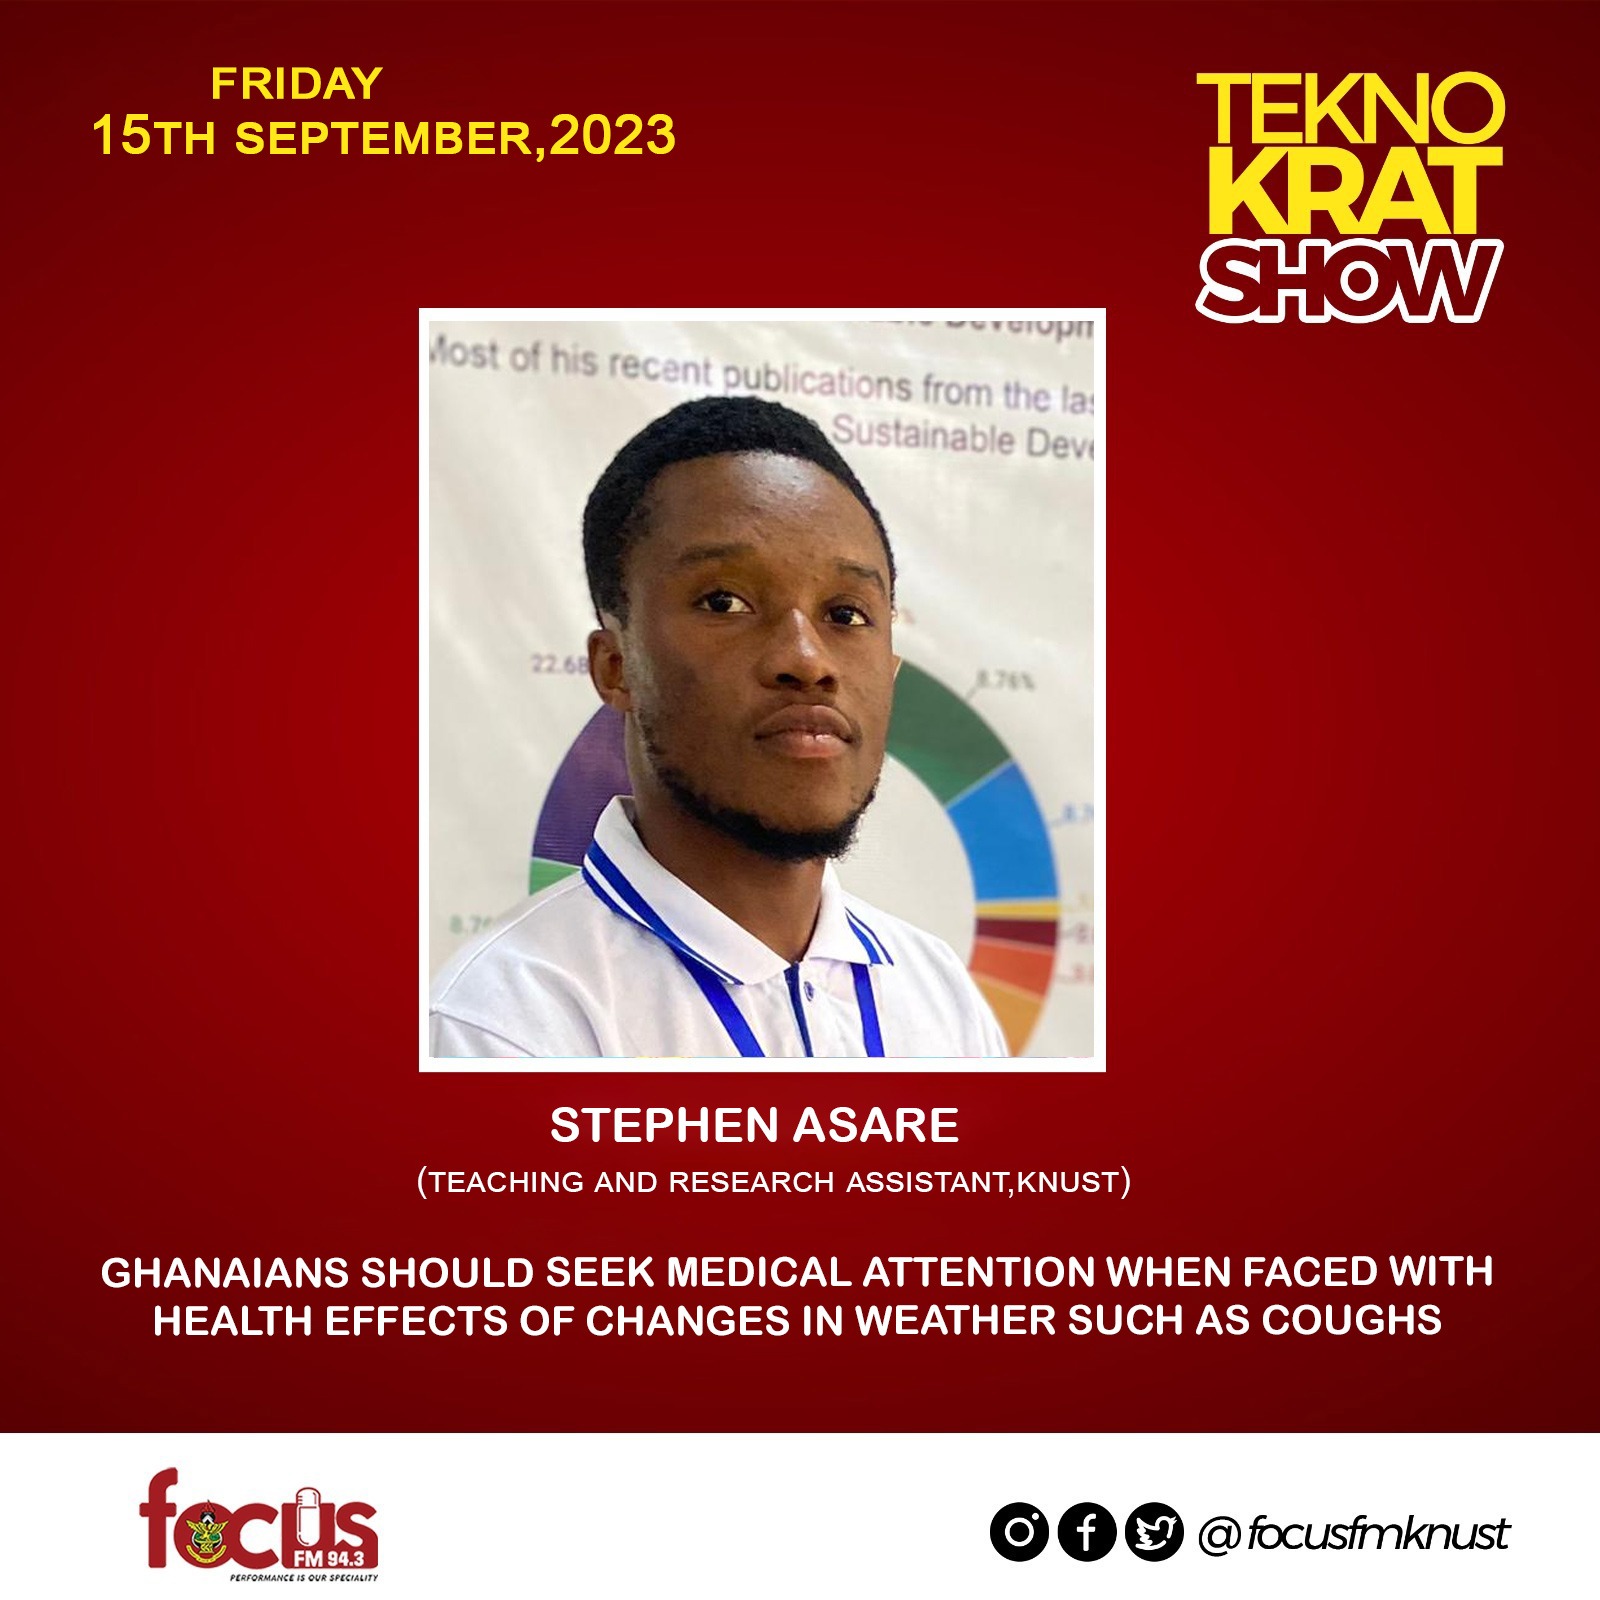 FRIDAY
15TH SEPTEMBER,2023
TEKNO
KRAT
SHOW
Most of his recent publications from the
Sustainable
22.68
8.76%
STEPHEN ASARE
(TEACHING AND RESEARCH ASSISTANT,KNUST)
GHANAIANS SHOULD SEEK MEDICAL ATTENTION WHEN FACED WITH
HEALTH EFFECTS OF CHANGES IN WEATHER SUCH AS COUGHS
focus
FM 94.3
PERFORMANCE IS OUR SPECIALITY
@focusfmknust